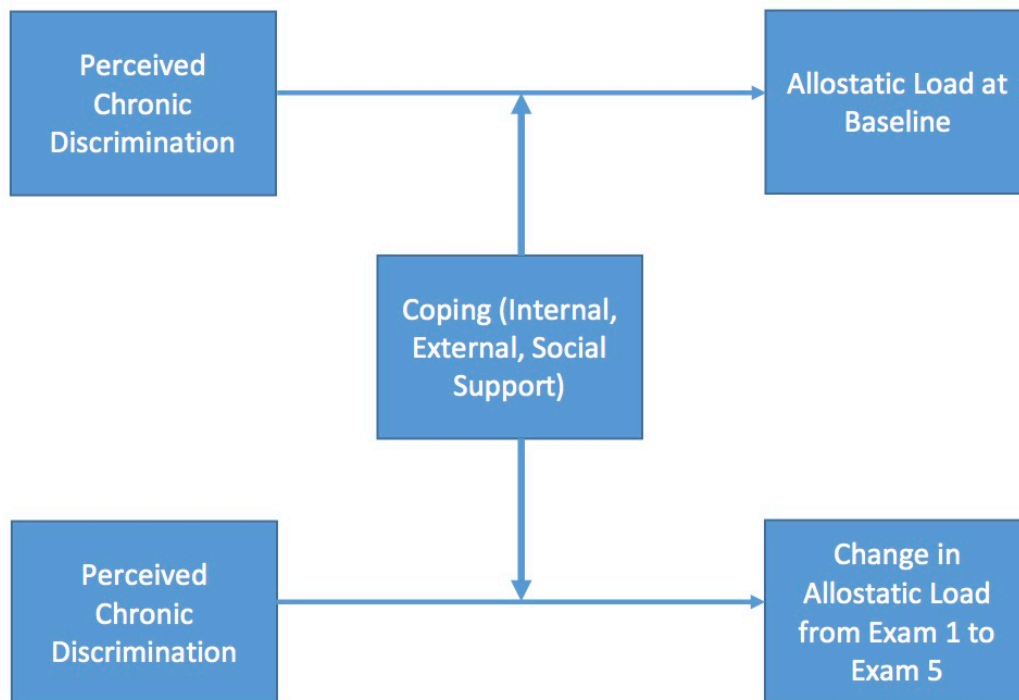 Perceived
Chronic
Discrimination
Allostatic Load at
Baseline
Coping (Internal,
External, Social
Support)
Perceived
Chronic
Discrimination
Change in
Allostatic Load
from Exam 1 to
Exam 5